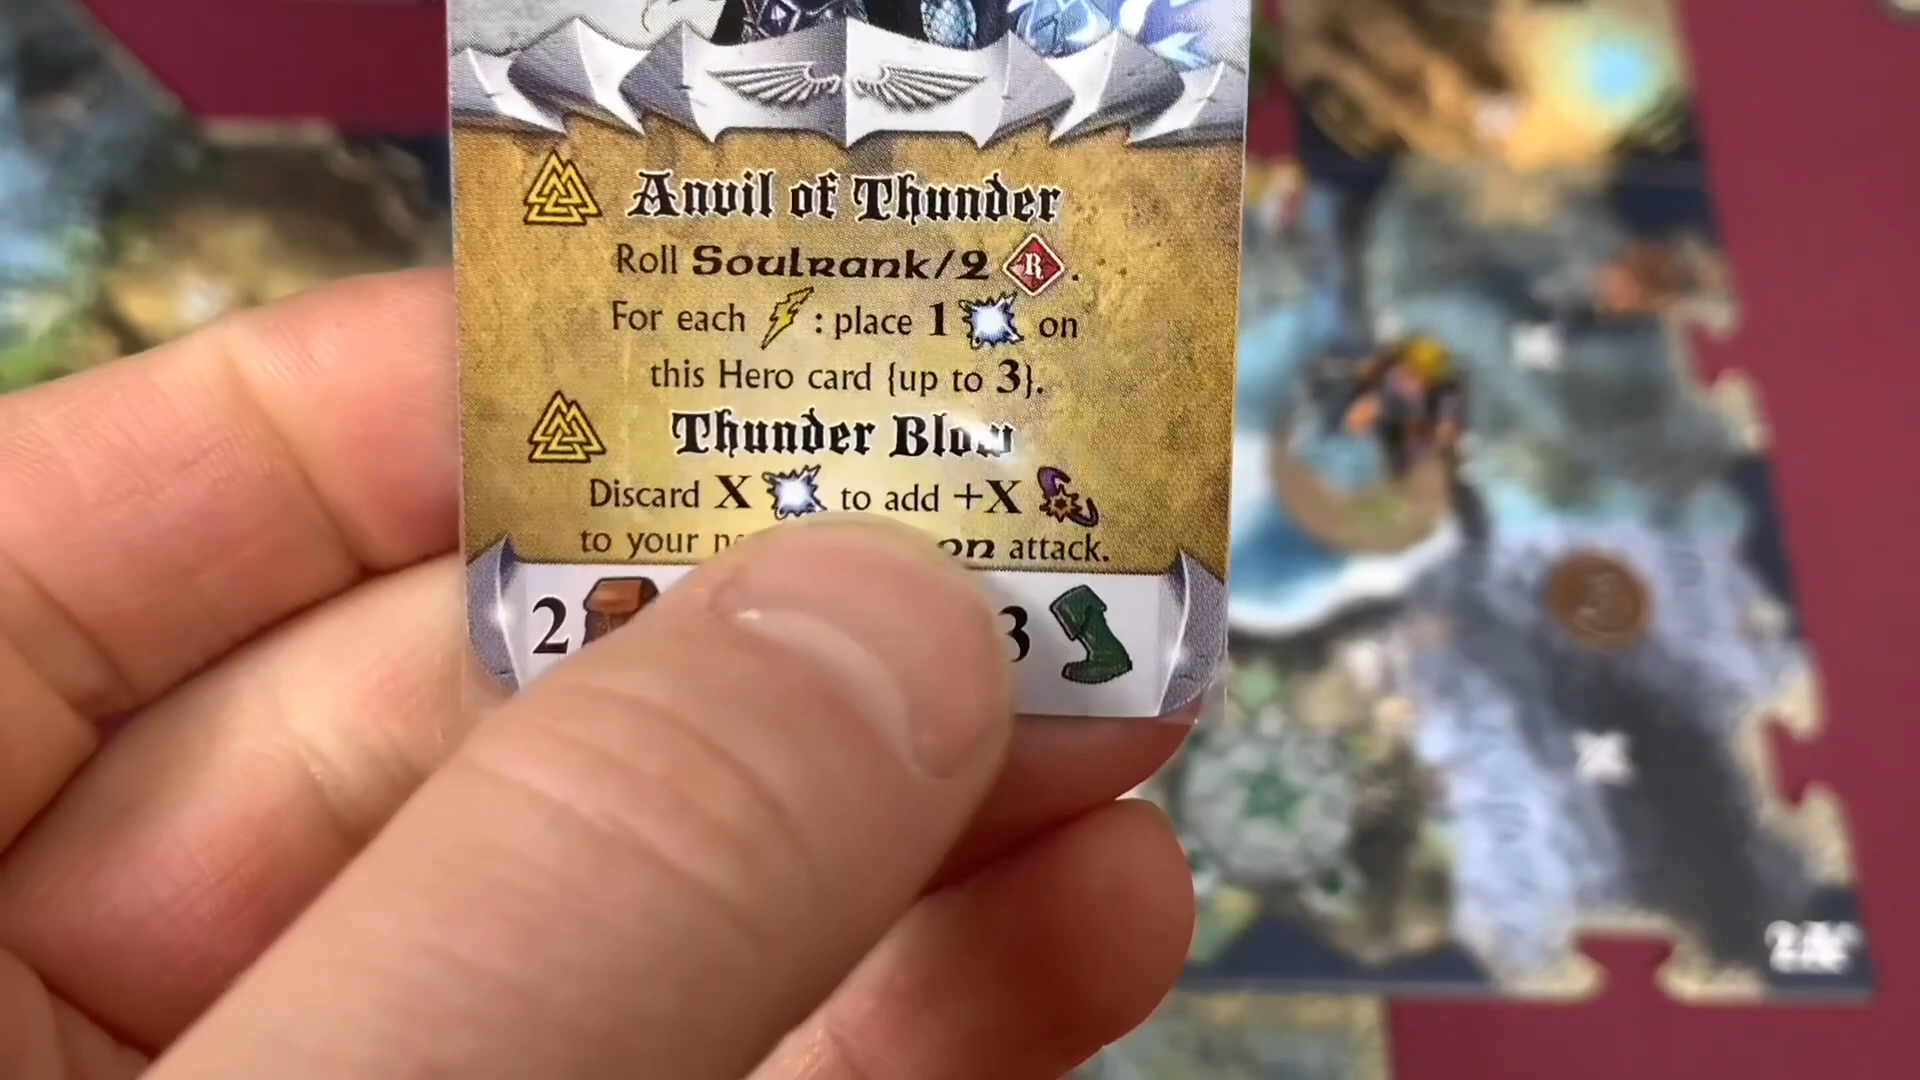 Anvil of Thunder
Roll Soulrank/2 R.
For each : place 1 on
this Hero card {up to 3}.
Thunder Blow
Discard X to add +X
to your attack.
2 3